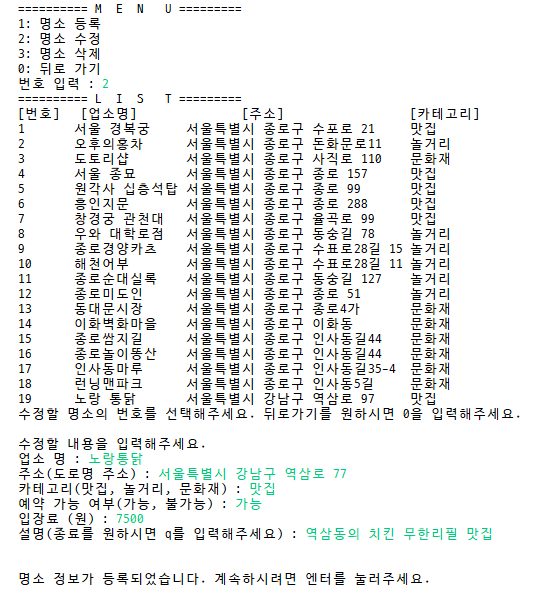 ========== M E N U =========
1: 명소 등록
2: 명소 수정
3: 명소 삭제
0: 뒤로 가기
번호 입력 : 2
========== L I S T =========
[번호] [업소명] [주소] [카테고리]
1 서울 경복궁 서울특별시 종로구 수포로 21 맛집
2 오후의홍차 서울특별시 종로구 돈화문로11 놀거리
3 도토리샵 서울특별시 종로구 사직로 110 문화재
4 서울 종묘 서울특별시 종로구 종로 157 맛집
5 원각사 십층석탑 서울특별시 종로구 종로 99 맛집
6 흥인지문 서울특별시 종로구 종로 288 맛집
7 창경궁 관천대 서울특별시 종로구 율곡로 99 맛집
8 우와 대학로점 서울특별시 종로구 동숭길 78 놀거리
9 종로경양카츠 서울특별시 종로구 수표로28길 15 놀거리
10 해천어부 서울특별시 종로구 수표로28길 11 놀거리
11 종로순대실록 서울특별시 종로구 동숭길 127 놀거리
12 종로미도인 서울특별시 종로구 종로 51 놀거리
13 동대문시장 서울특별시 종로구 종로4가 문화재
14 이화벽화마을 서울특별시 종로구 이화동 문화재
15 종로쌈지길 서울특별시 종로구 인사동길44 문화재
16 종로놀이똥산 서울특별시 종로구 인사동길44 문화재
17 인사동마루 서울특별시 종로구 인사동길35-4 문화재
18 런닝맨파크 서울특별시 종로구 인사동5길 문화재
19 노랑 통닭 서울특별시 강남구 역삼로 97 맛집
수정할 명소의 번호를 선택해주세요. 뒤로가기를 원하시면 0을 입력해주세요.
수정할 내용을 입력해주세요.
업소 명 : 노랑통닭
주소(도로명 주소) : 서울특별시 강남구 역삼로 77
카테고리(맛집, 놀거리, 문화재) : 맛집
예약 가능 여부(가능, 불가능) : 가능
입장료 (원) : 7500
설명(종료를 원하시면 q를 입력해주세요) : 역삼동의 치킨 무한리필 맛집
명소 정보가 등록되었습니다. 계속하시려면 엔터를 눌러주세요.